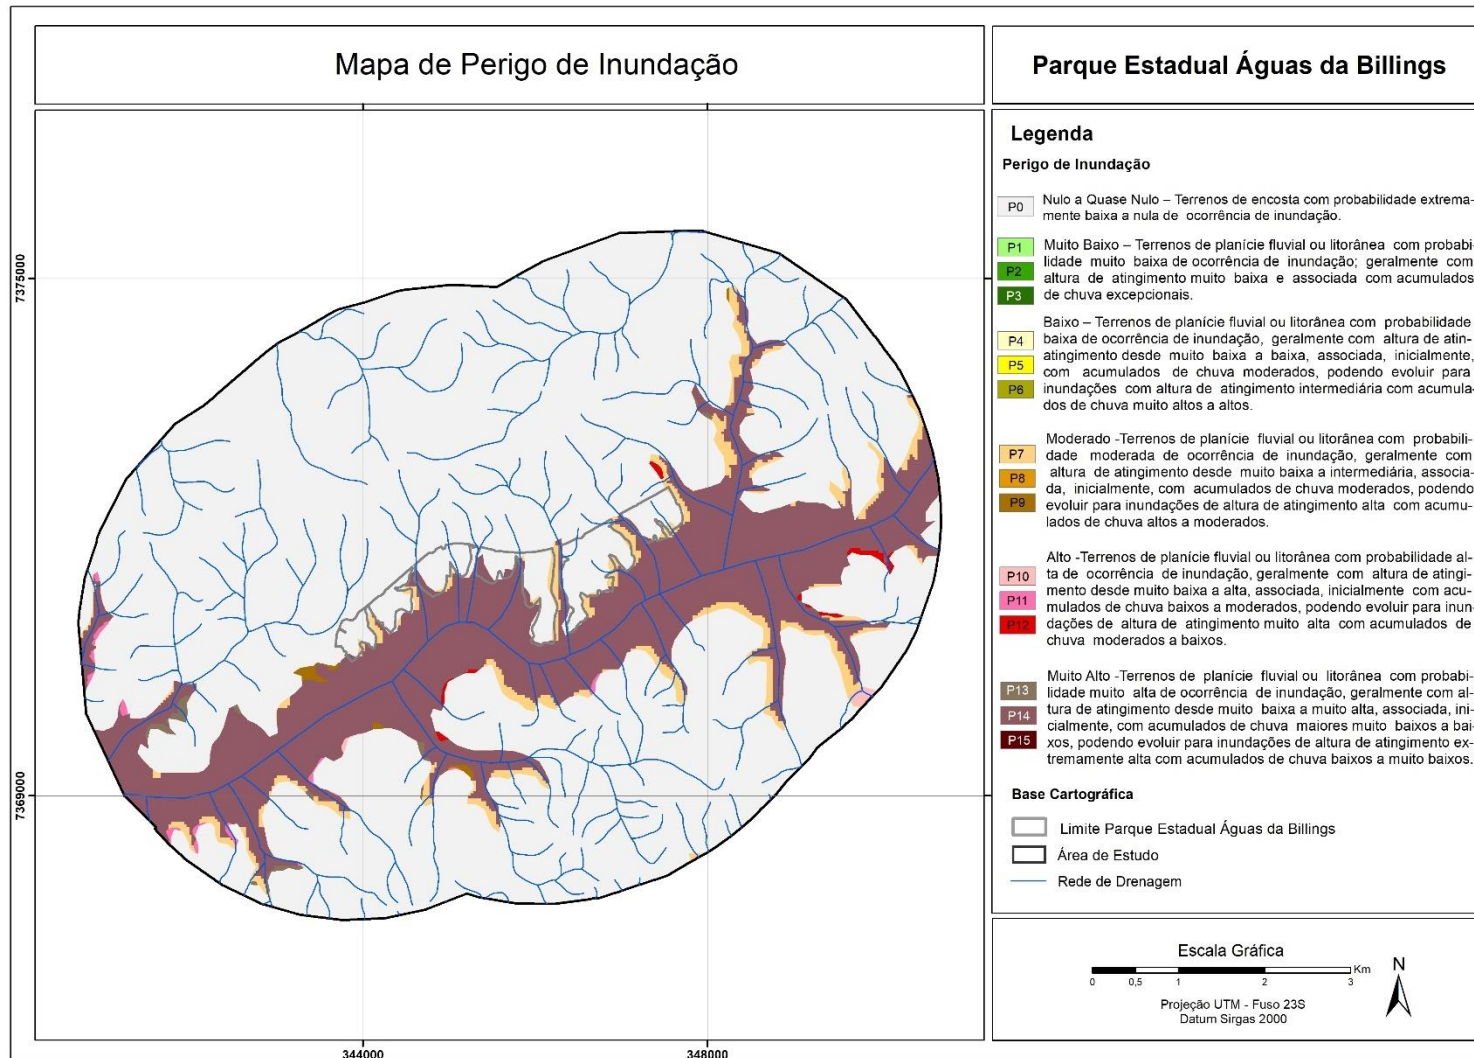 Mapa de Perigo de Inundação
Parque Estadual Águas da Billings
7375000
7369000
344000
348000
Legenda
Perigo de Inundação
P0
Nulo a Quase Nulo – Terrenos de encosta com probabilidade extrema-
mente baixa a nula de ocorrência de inundação.
P1
P2
P3
Muito Baixo – Terrenos de planície fluvial ou litorânea com probabi-
lidade muito baixa de ocorrência de inundação; geralmente com
altura de atingimento muito baixa e associada com acumulados
de chuva excepcionais.
P4
P5
P6
Baixo – Terrenos de planície fluvial ou litorânea com probabilidade
baixa de ocorrência de inundação, geralmente com altura de atin-
atingimento desde muito baixa a baixa, associada, inicialmente,
com acumulados de chuva moderados, podendo evoluir para
inundações com altura de atingimento intermediária com acumula-
dos de chuva muito altos a altos.
P7
P8
P9
Moderado -Terrenos de planície fluvial ou litorânea com probabili-
dade moderada de ocorrência de inundação, geralmente com
altura de atingimento desde muito baixa a intermediária, associa-
da, inicialmente, com acumulados de chuva moderados, podendo
evoluir para inundações de altura de atingimento alta com acumu-
lados de chuva altos a moderados.
P10
P11
P12
Alto -Terrenos de planície fluvial ou litorânea com probabilidade al-
ta de ocorrência de inundação, geralmente com altura de atingi-
mento desde muito baixa a alta, associada, inicialmente com acu-
mulados de chuva baixos a moderados, podendo evoluir para inun-
dações de altura de atingimento muito alta com acumulados de
chuva moderados a baixos.
P13
P14
P15
Muito Alto -Terrenos de planície fluvial ou litorânea com probabi-
lidade muito alta de ocorrência de inundação, geralmente com al-
tura de atingimento desde muito baixa a muito alta, associada, ini-
cialmente, com acumulados de chuva maiores muito baixos a bai-
xos, podendo evoluir para inundações de altura de atingimento ex-
tremamente alta com acumulados de chuva baixos a muito baixos.
Base Cartográfica
Limite Parque Estadual Águas da Billings
Área de Estudo
Rede de Drenagem
Escala Gráfica
Km
0 0,5 1 2 3
N
Projeção UTM - Fuso 23S
Datum Sirgas 2000